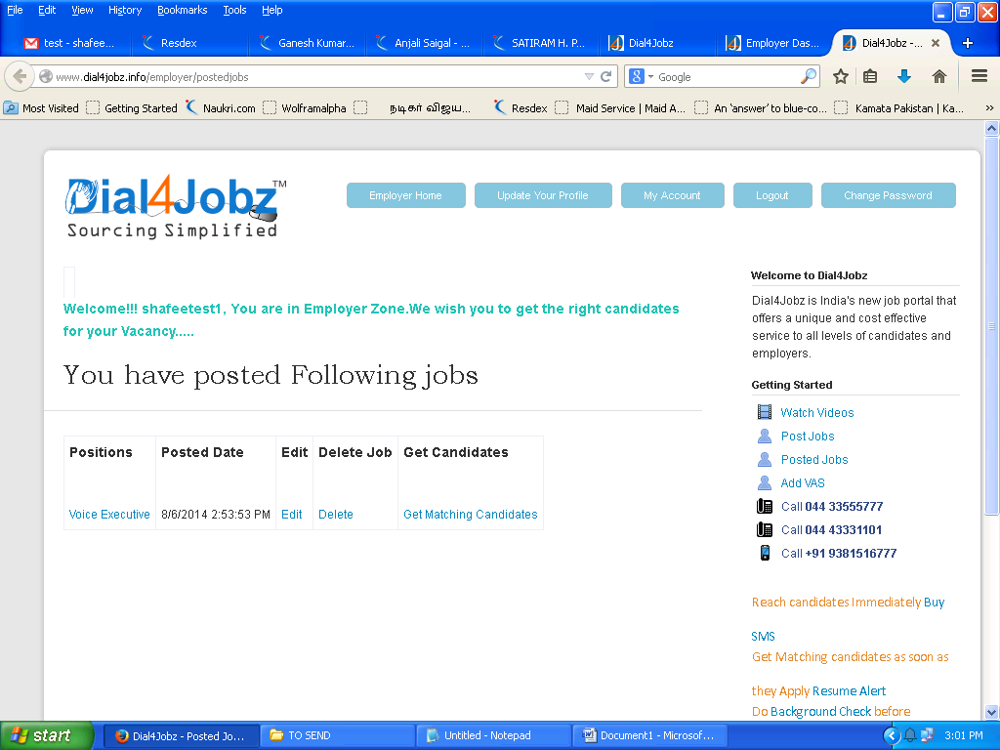 File Edit View History Bookmarks Tools Help
test - shafee... Resdex Ganesh Kumar... Anjali Saigal - ... SATIRAM H. P... Dial4Jobz Employer Das... Dial4Jobz - ...
www.dial4jobz.info/employer/postedjobs Google
Most Visited Getting Started Naukri.com Wolframalpha நடிகர் விஜய... Resdex Maid Service | Maid A... An ‘answer’ to blue-co... Kamata Pakistan | Ka... »
Dial4Jobz™
Sourcing Simplified
Employer Home Update Your Profile My Account Logout Change Password
Welcome!!! shafeetest1, You are in Employer Zone.We wish you to get the right candidates
for your Vacancy.....
You have posted Following jobs
Positions Posted Date Edit Delete Job Get Candidates
Voice Executive 8/6/2014 2:53:53 PM Edit Delete Get Matching Candidates
Welcome to Dial4Jobz
Dial4Jobz is India's new job portal that
offers a unique and cost effective
service to all levels of candidates and
employers.
Getting Started
Watch Videos
Post Jobs
Posted Jobs
Add VAS
Call 044 33555777
Call 044 43331101
Call +91 9381516777
Reach candidates Immediately Buy
SMS
Get Matching candidates as soon as
they Apply Resume Alert
Do Background Check before
start Dial4Jobz - Posted Jo... TO SEND Untitled - Notepad Document1 - Microsof... 3:01 PM